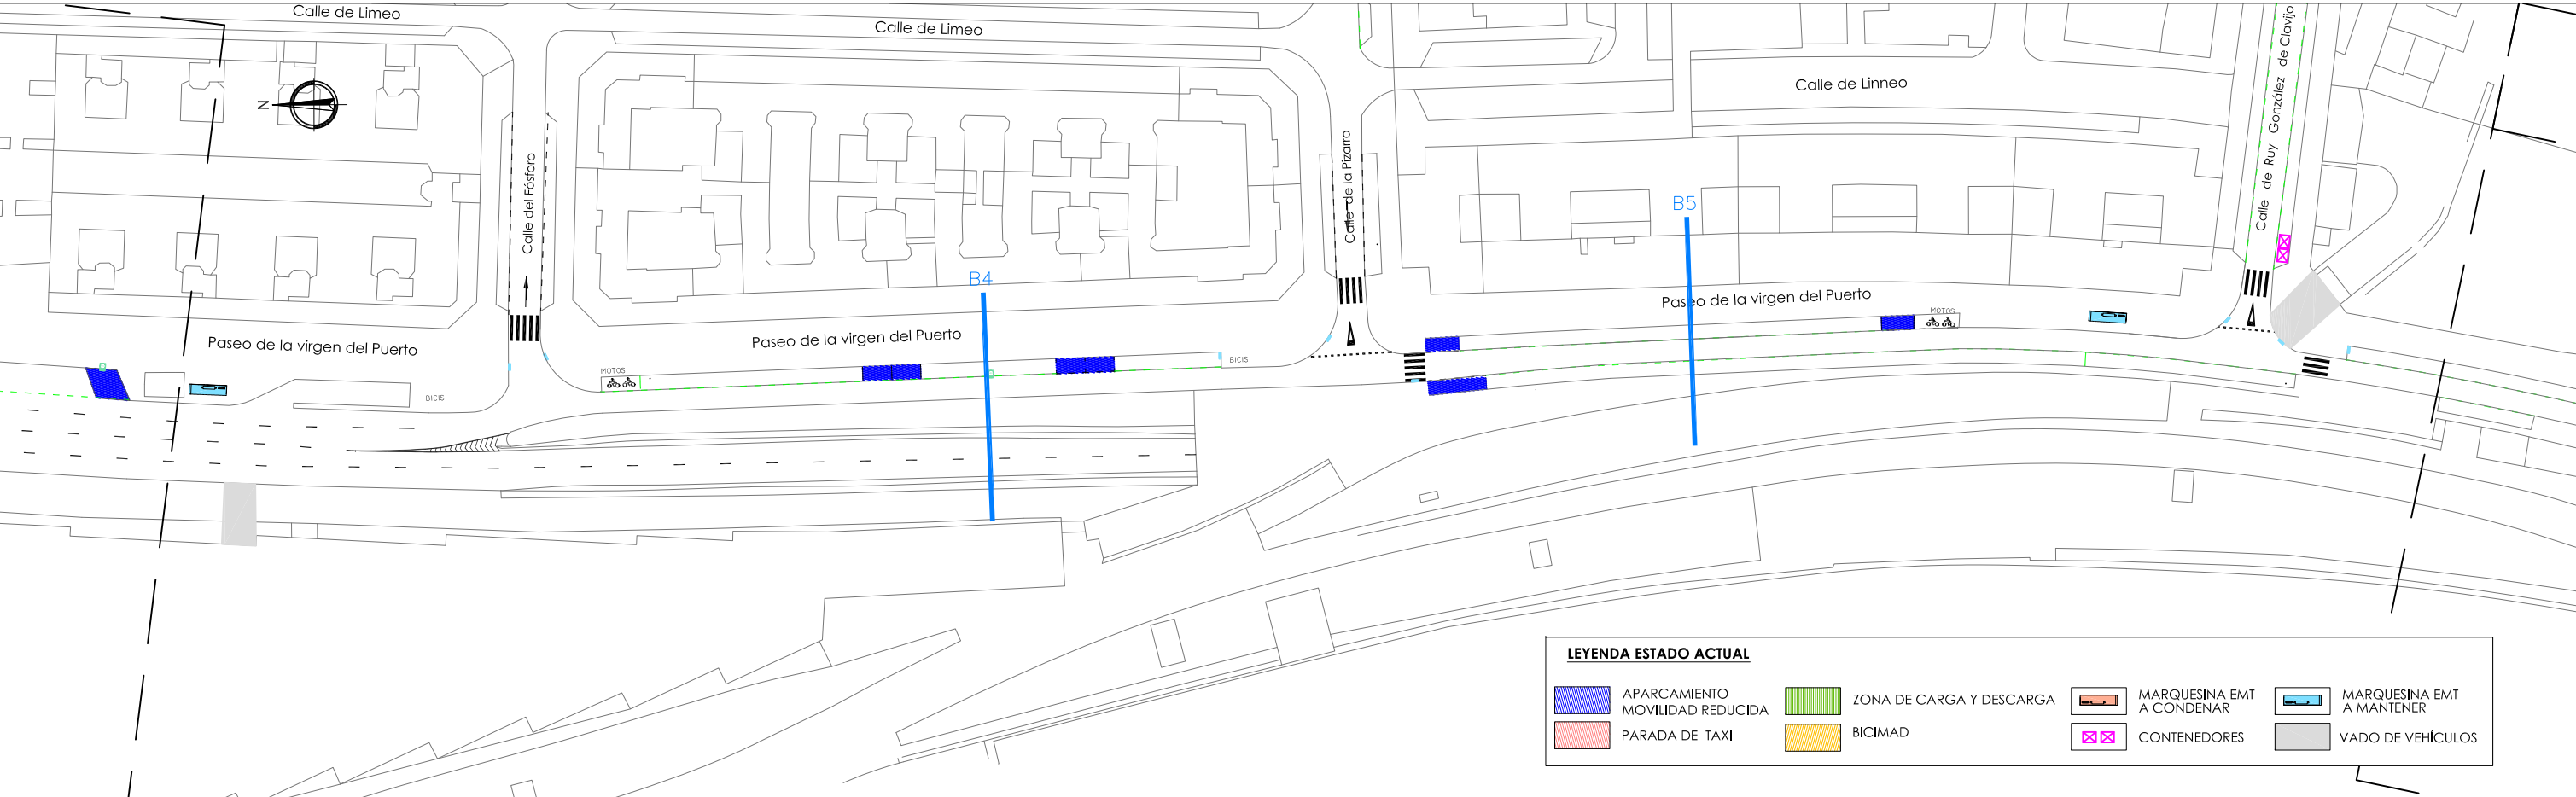 Calle de Limeo
Calle de Limeo
Calle de Linneo
Calle de Ruy González de Clavijo
N
Calle del Fósforo
Calle de la Pizarra
B4
B5
Paseo de la virgen del Puerto
Paseo de la virgen del Puerto
Paseo de la virgen del Puerto
MOTOS
MOTOS
BICIS
BICIS
LEYENDA ESTADO ACTUAL
APARCAMIENTO
MOVILIDAD REDUCIDA
ZONA DE CARGA Y DESCARGA
MARQUESINA EMT
A CONDENAR
MARQUESINA EMT
A MANTENER
PARADA DE TAXI
BICIMAD
CONTENEDORES
VADO DE VEHÍCULOS